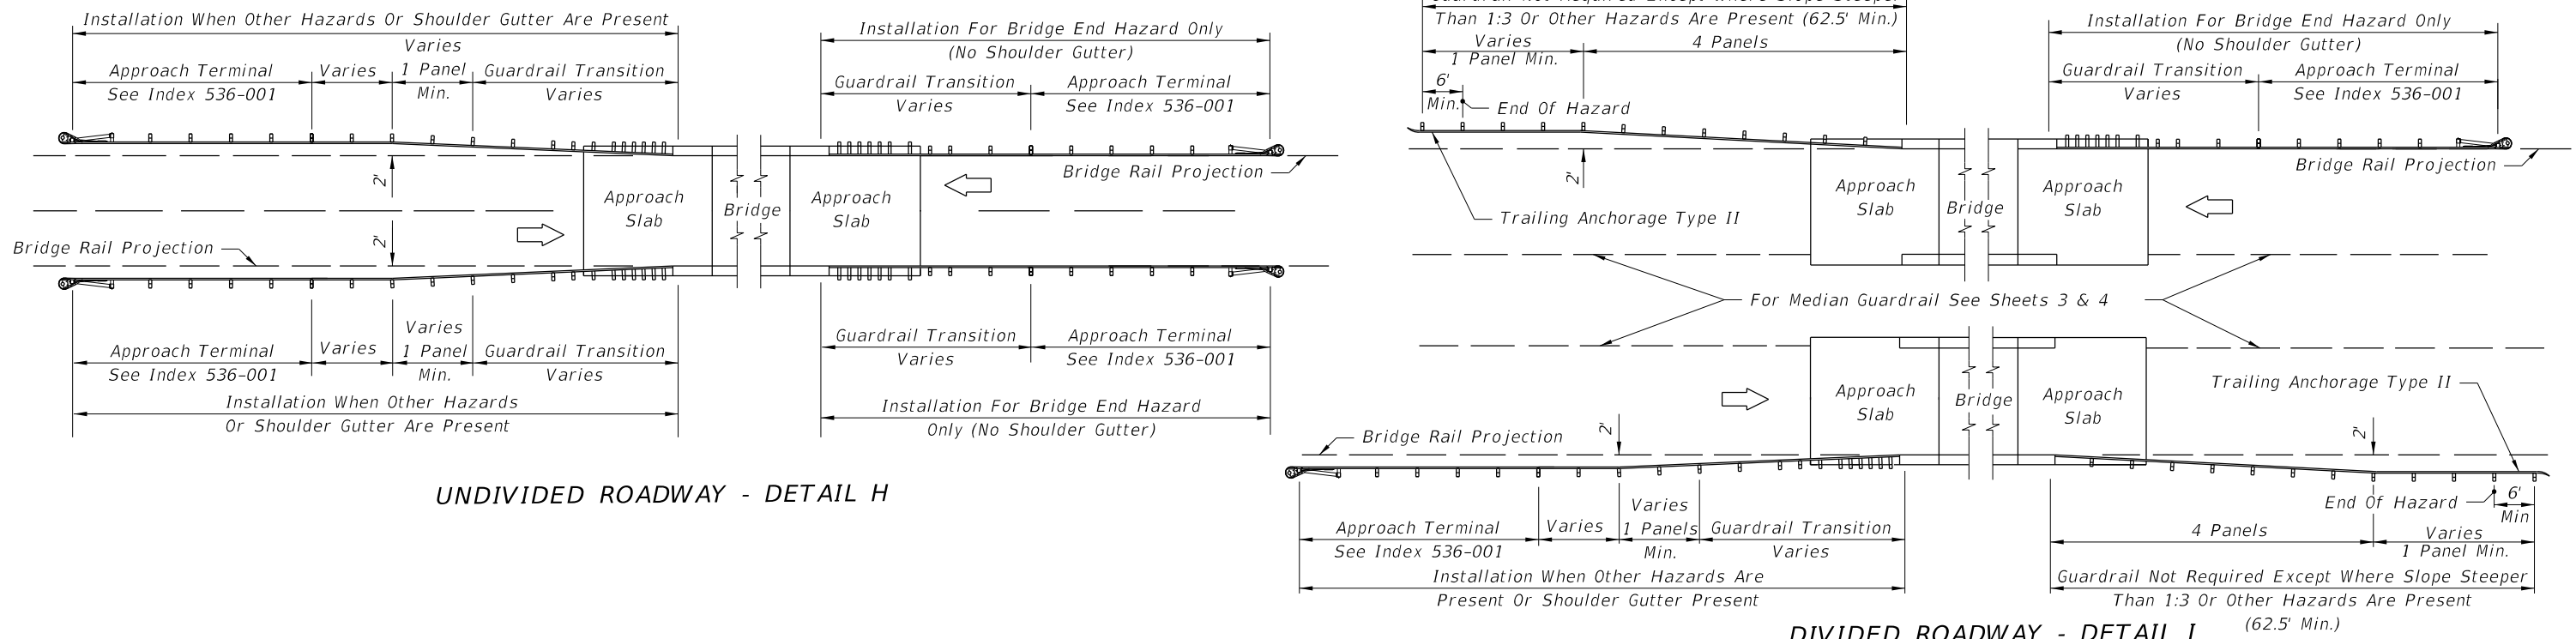 Installation When Other Hazards Or Shoulder Gutter Are Present
Varies
Approach Terminal
Varies
1 Panel
Guardrail Transition
See Index 536-001
Min.
Varies
Installation For Bridge End Hazard Only
(No Shoulder Gutter)
Guardrail Transition
Approach Terminal
Varies
See Index 536-001
2'
Bridge Rail Projection
Approach
Slab
Bridge
Approach
Slab
2'
Bridge Rail Projection
Varies
Approach Terminal
Varies
1 Panel
Guardrail Transition
See Index 536-001
Min.
Varies
Installation When Other Hazards
Or Shoulder Gutter Are Present
Guardrail Transition
Approach Terminal
Varies
See Index 536-001
Installation For Bridge End Hazard
Only (No Shoulder Gutter)
UNDIVIDED ROADWAY - DETAIL H
Guardrail Not Required Except Where Slope Steeper
Than 1:3 Or Other Hazards Are Present (62.5' Min.)
Varies
4 Panels
1 Panel Min.
6'
Min.
End Of Hazard
2'
Trailing Anchorage Type II
Installation For Bridge End Hazard Only
(No Shoulder Gutter)
Guardrail Transition
Approach Terminal
Varies
See Index 536-001
Bridge Rail Projection
Approach
Slab
Bridge
Approach
Slab
For Median Guardrail See Sheets 3 & 4
Approach
Slab
Bridge
Approach
Slab
Trailing Anchorage Type II
Bridge Rail Projection
2'
2'
End Of Hazard
6'
Min
Varies
Approach Terminal
Varies
1 Panels
Guardrail Transition
See Index 536-001
Min.
Varies
Installation When Other Hazards Are
Present Or Shoulder Gutter Present
4 Panels
Varies
1 Panel Min.
Guardrail Not Required Except Where Slope Steeper
Than 1:3 Or Other Hazards Are Present
(62.5' Min.)
DIVIDED ROADWAY - DETAIL I